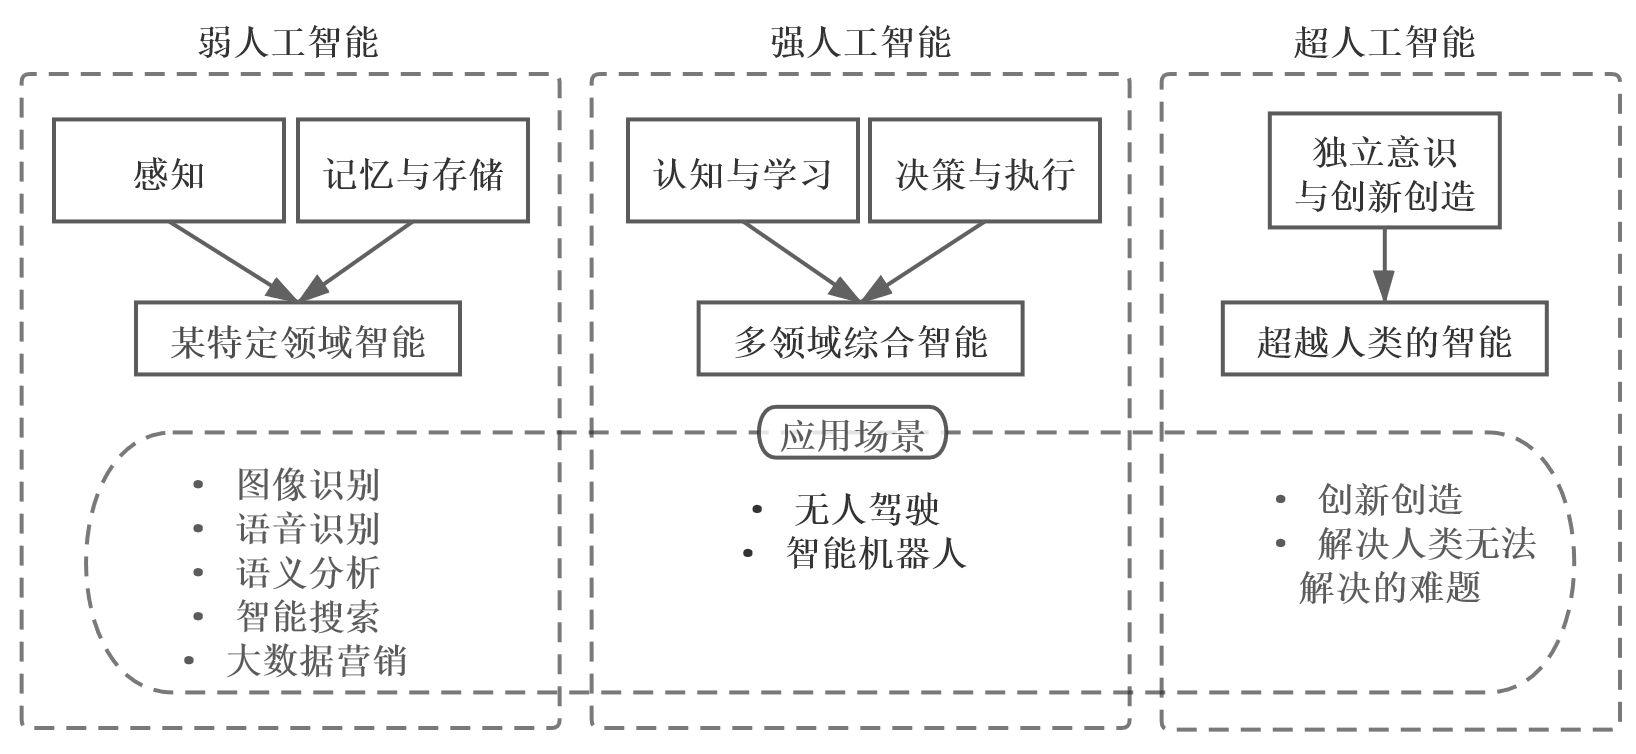 弱人工智能
感知
记忆与存储
某特定领域智能
强人工智能
认知与学习
决策与执行
多领域综合智能
超人工智能
独立意识
与创新创造
超越人类的智能
应用场景
• 图像识别
• 语音识别
• 语义分析
• 智能搜索
• 大数据营销
• 无人驾驶
• 智能机器人
• 创新创造
• 解决人类无法
解决的难题